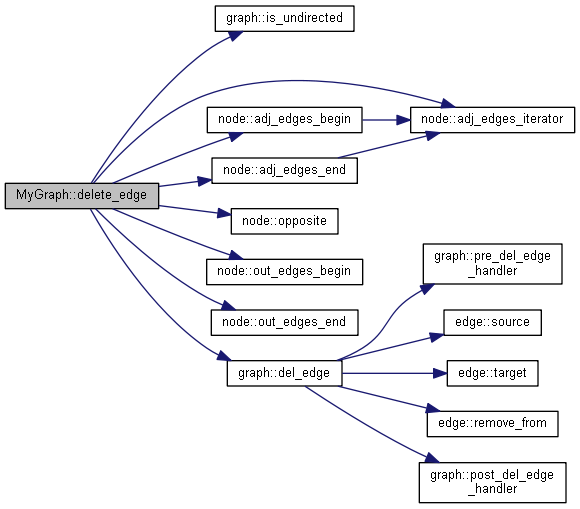 graph::is_undirected
node::adj_edges_begin
node::adj_edges_iterator
node::adj_edges_end
MyGraph::delete_edge
node::opposite
node::out_edges_begin
graph::pre_del_edge
_handler
node::out_edges_end
edge::source
graph::del_edge
edge::target
edge::remove_from
graph::post_del_edge
_handler